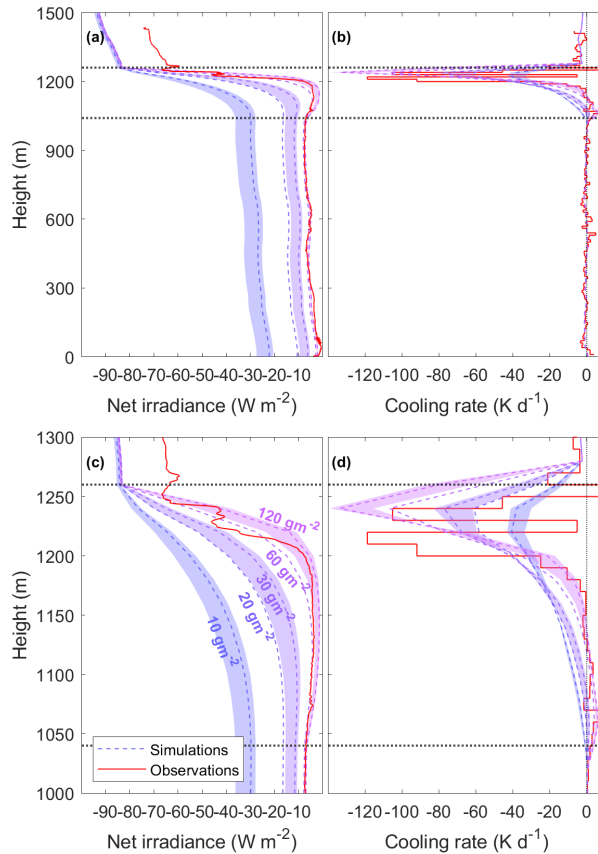 1500
1200
900
600
300
0
Height (m)
(a)
-90-80-70-60-50-40-30-20-10
Net irradiance (W m-2)
(b)
-120 -100 -80 -60 -40 -20 0
Cooling rate (K d-1)
1300
1250
1200
1150
1100
1050
1000
Height (m)
(c)
120 gm-2
60 gm-2
30 gm-2
20 gm-2
10 gm-2
Simulations
Observations
-90-80-70-60-50-40-30-20-10
Net irradiance (W m-2)
(d)
-120 -100 -80 -60 -40 -20 0
Cooling rate (K d-1)